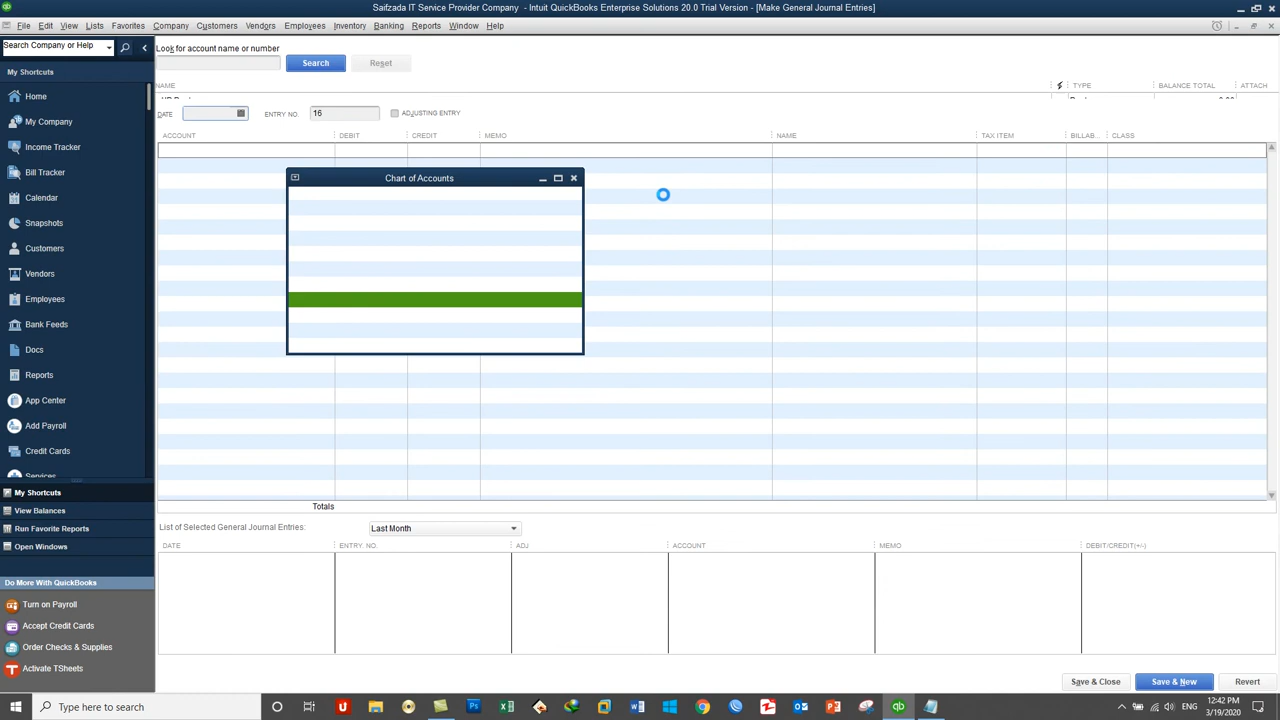 Saifzada IT Service Provider Company - Intuit QuickBooks Enterprise Solutions 20.0 Trial Version - [Make General Journal Entries]
File Edit View Lists Favorites Company Customers Vendors Employees Inventory Banking Reports Window Help
Search Company or Help
My Shortcuts
Home
My Company
Income Tracker
Bill Tracker
Calendar
Snapshots
Customers
Vendors
Employees
Bank Feeds
Docs
Reports
App Center
Add Payroll
Credit Cards
Services
My Shortcuts
View Balances
Run Favorite Reports
Open Windows
Do More With QuickBooks
Turn on Payroll
Accept Credit Cards
Order Checks & Supplies
Activate TSheets
Look for account name or number
Search Reset
NAME TYPE BALANCE TOTAL ATTACH
DATE ENTRY NO. 16 ADJUSTING ENTRY
ACCOUNT DEBIT CREDIT MEMO NAME TAX ITEM BILLAB... CLASS
Chart of Accounts
Totals
List of Selected General Journal Entries: Last Month
DATE ENTRY. NO. ADJ ACCOUNT MEMO DEBIT/CREDIT(+/-)
Save & Close Save & New Revert
Type here to search
12:42 PM
3/19/2020